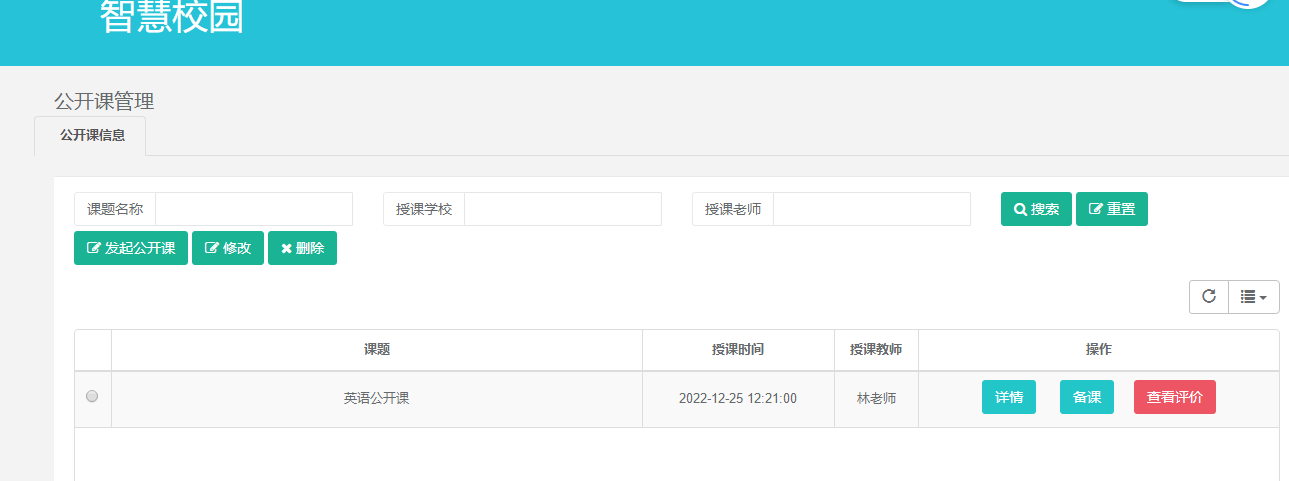 智慧校园
公开课管理
公开课信息
课题名称 授课学校 授课老师 搜索 重置
发起公开课 修改 删除
课题 授课时间 授课教师 操作
英语公开课 2022-12-25 12:21:00 林老师 详情 备课 查看评价